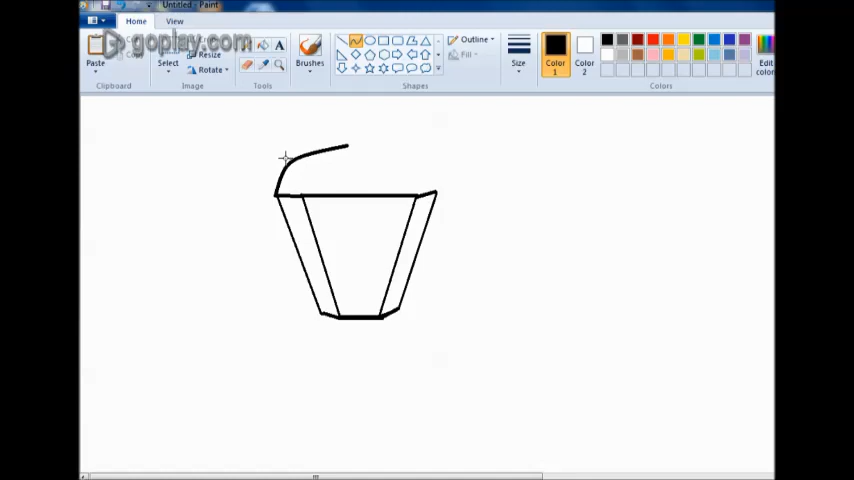 Untitled - Paint
Home View
goplay.com
Paste
Select
Rotate
Brushes
Outline
Fill
Size
Color 1
Color 2
Edit colors
Clipboard Image Tools Shapes Colors